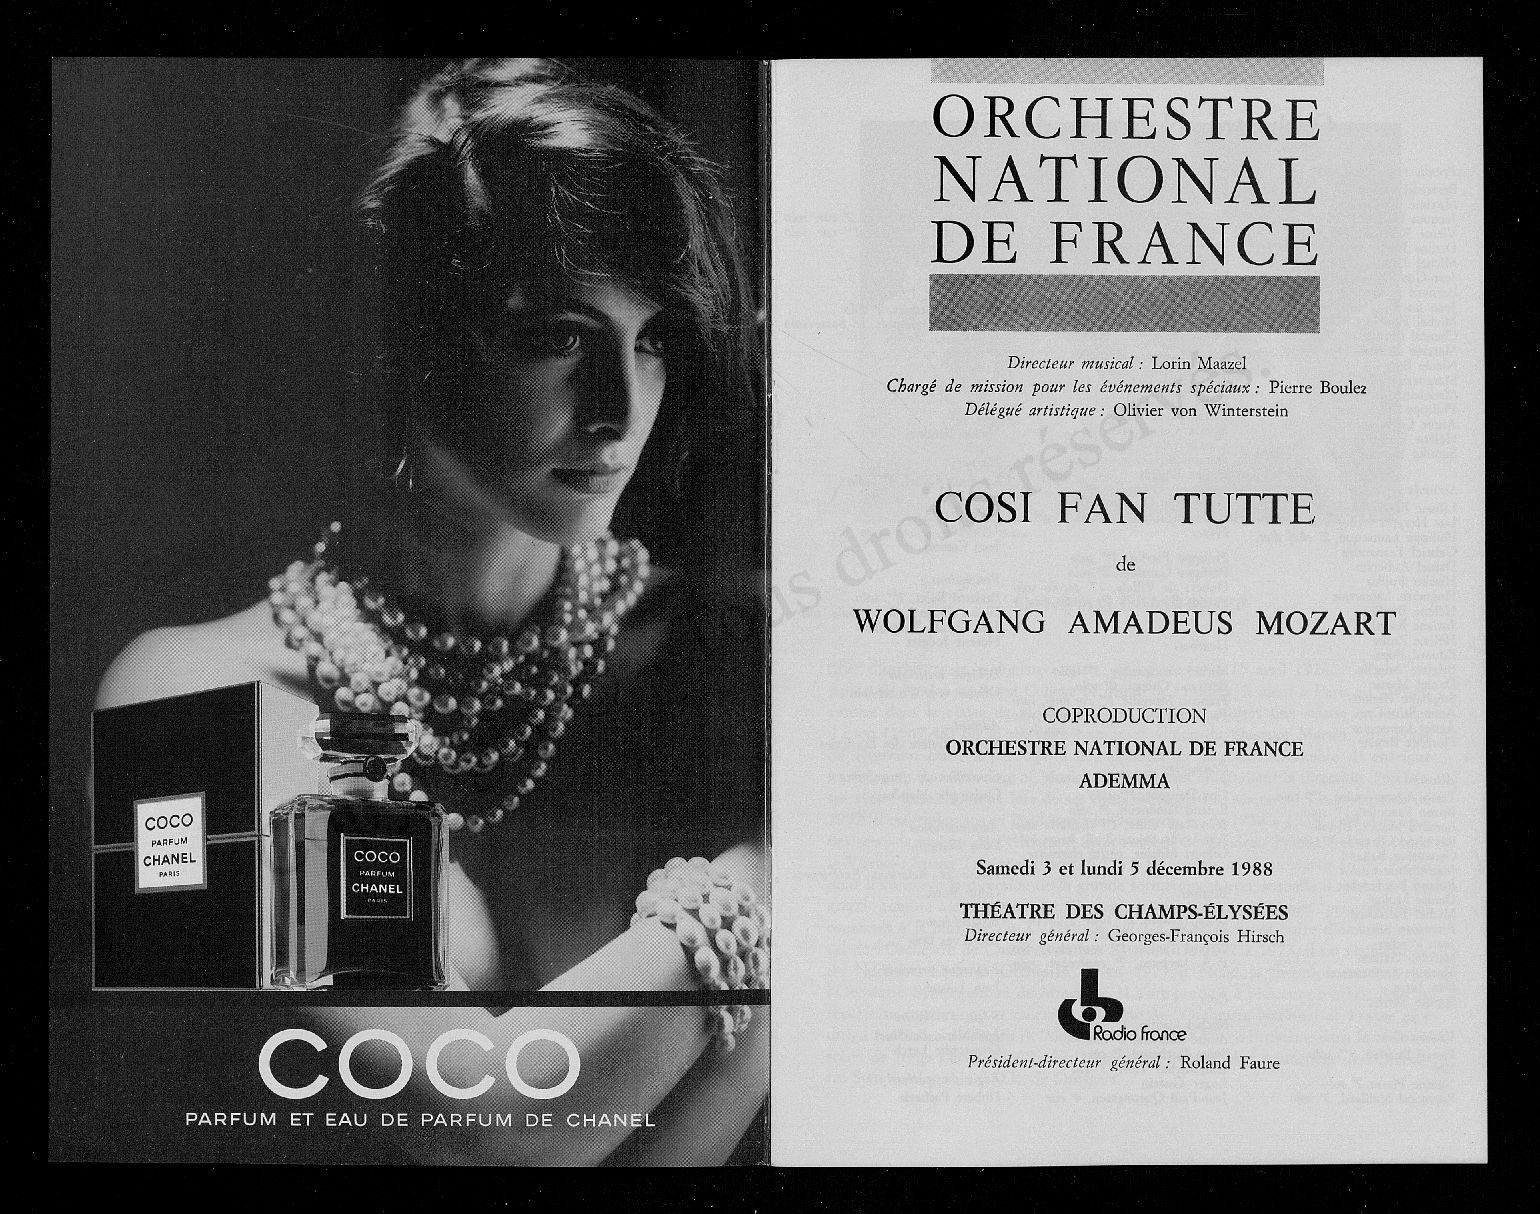 COCO
PARFUM
CHANEL
PARIS
COCO
PARFUM
CHANEL
PARIS
COCO
PARFUM ET EAU DE PARFUM DE CHANEL
ORCHESTRE
NATIONAL
DE FRANCE
Directeur musical : Lorin Maazel
Chargé de mission pour les événements spéciaux : Pierre Boulez
Délégué artistique : Olivier von Winterstein
COSI FAN TUTTE
de
WOLFGANG AMADEUS MOZART
COPRODUCTION
ORCHESTRE NATIONAL DE FRANCE
ADEMMA
Samedi 3 et lundi 5 décembre 1988
THÉATRE DES CHAMPS-ÉLYSÉES
Directeur général : Georges-François Hirsch
Radio france
Président-directeur général : Roland Faure
Tous droits réservés.